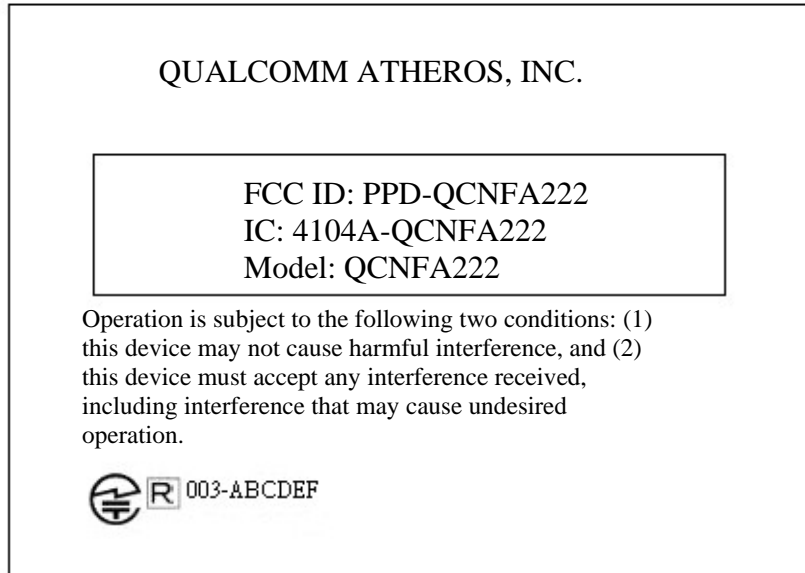 QUALCOMM ATHEROS, INC.
FCC ID: PPD-QCNFA222
IC: 4104A-QCNFA222
Model: QCNFA222
Operation is subject to the following two conditions: (1)
this device may not cause harmful interference, and (2)
this device must accept any interference received,
including interference that may cause undesired
operation.
R 003-ABCDEF